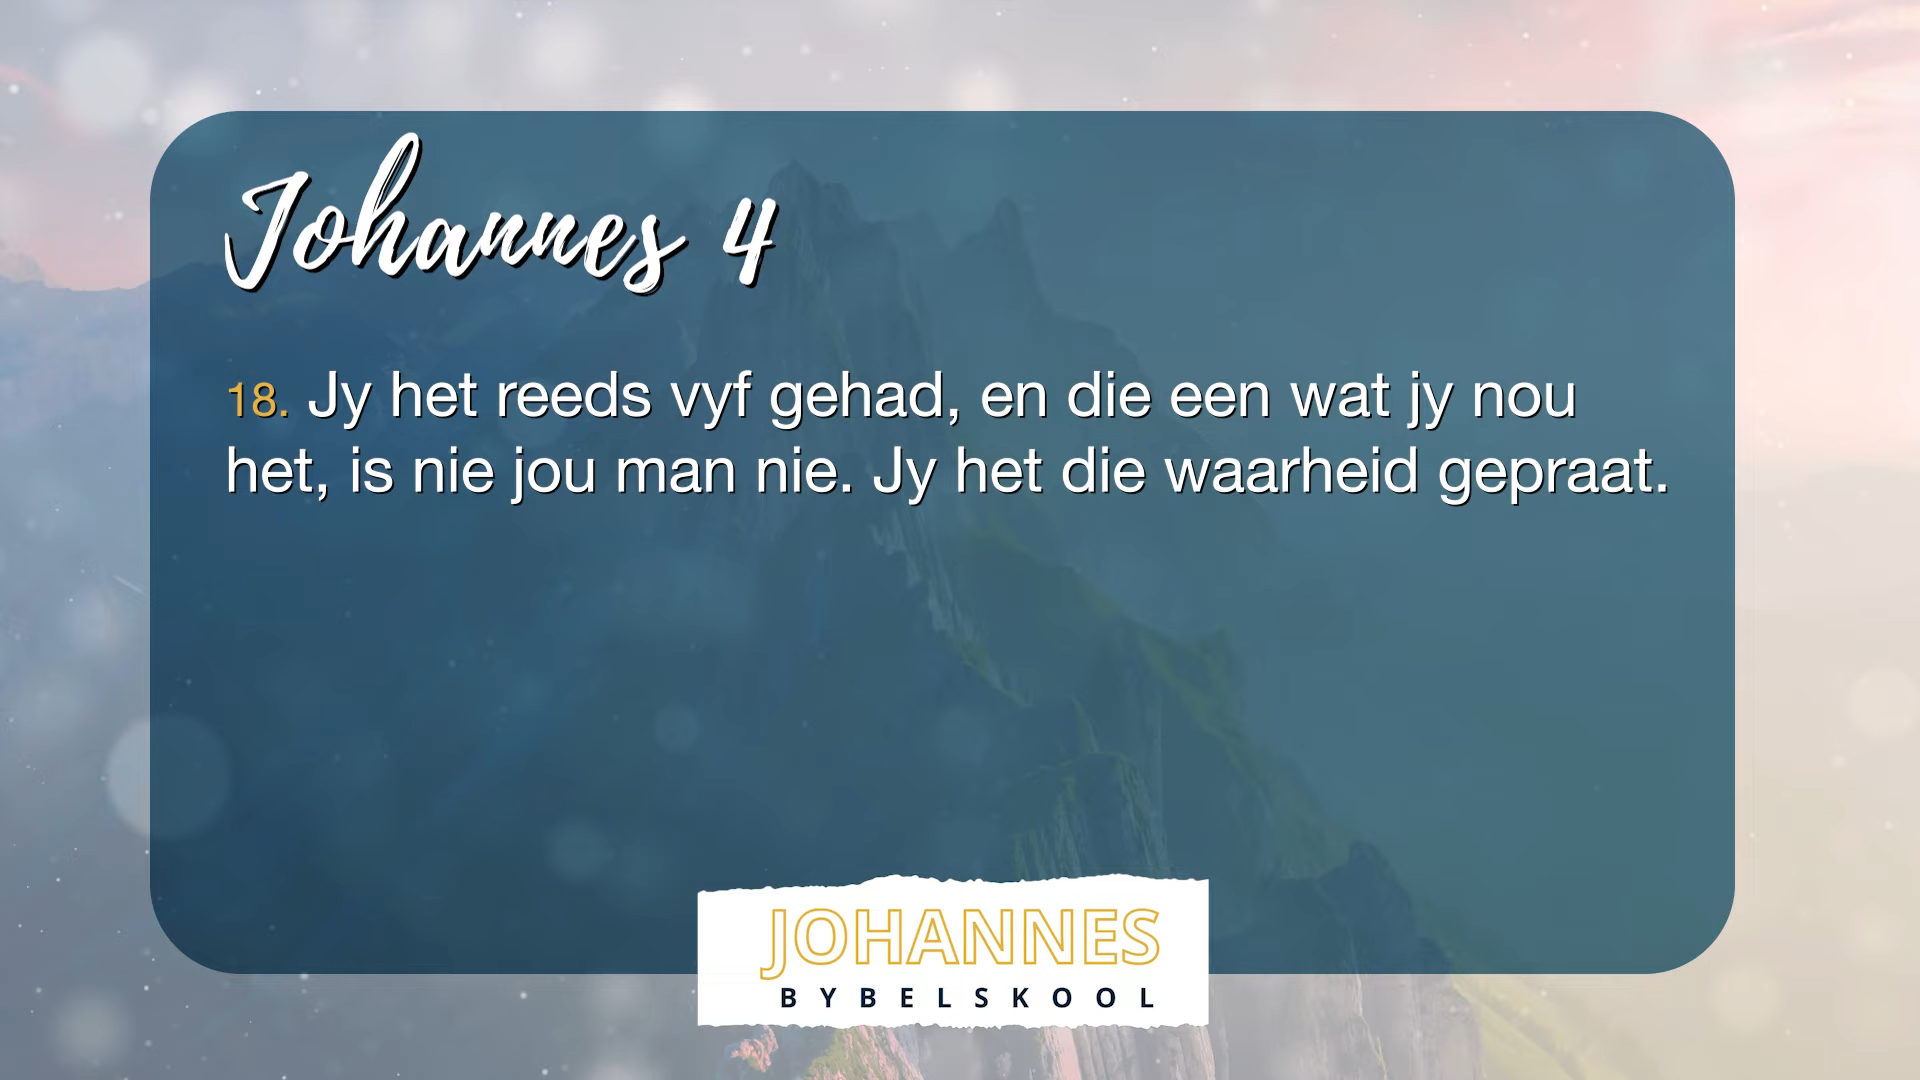 Johannes 4
18. Jy het reeds vyf gehad, en die een wat jy nou
het, is nie jou man nie. Jy het die waarheid gepraat.
JOHANNES
BYBELSKOOL